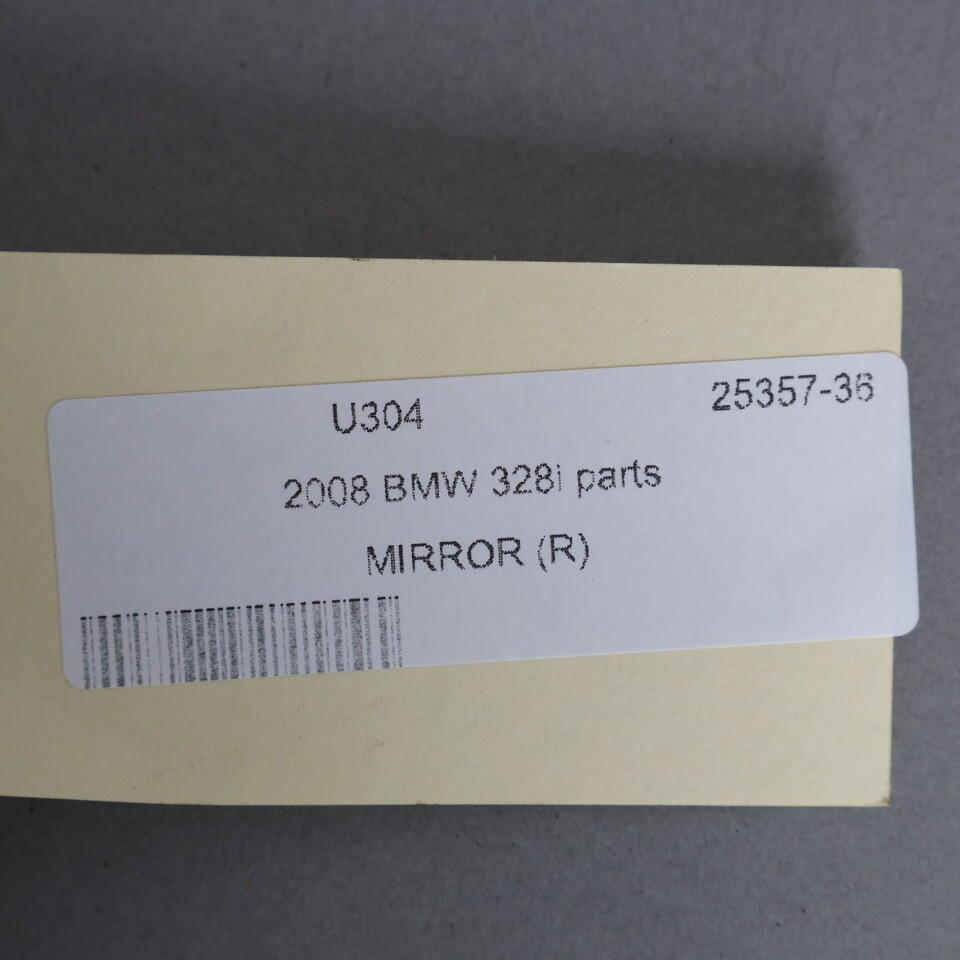 U304 25357-36
2008 BMW 328i parts
MIRROR (R)